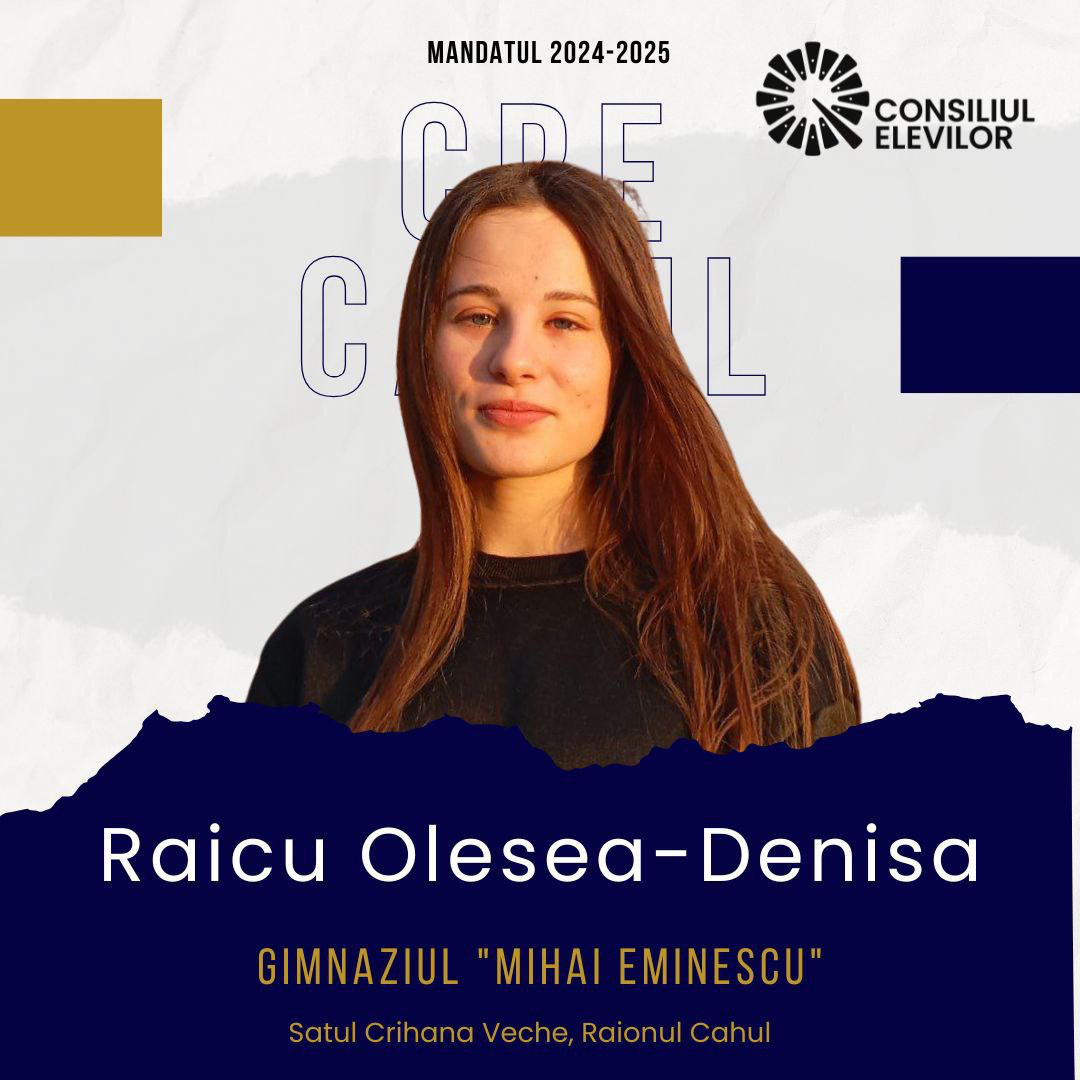 MANDATUL 2024-2025
CONSILIUL
ELEVILOR
Raicu Olesea-Denisa
GIMNAZIUL "MIHAI EMINESCU"
Satul Crihana Veche, Raionul Cahul